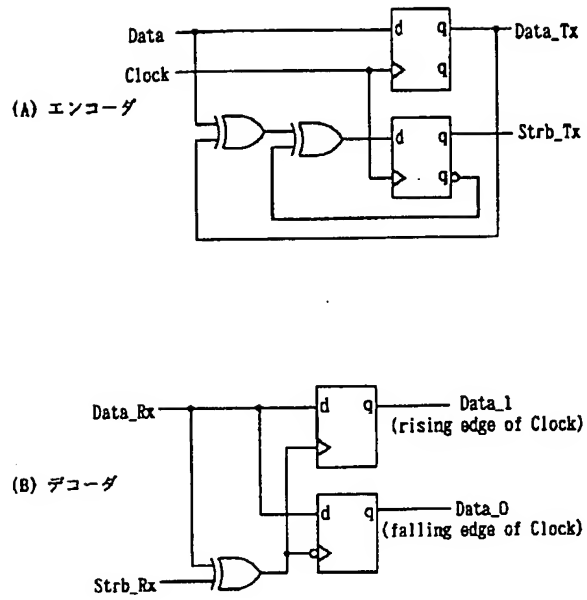 Data
d
q
Data_Tx
Clock
q
(A) エンコーダ
d
q
Strb_Tx
q
Data_Rx
d
q
Data_1
(rising edge of Clock)
(B) デコーダ
d
q
Data_0
(falling edge of Clock)
Strb_Rx